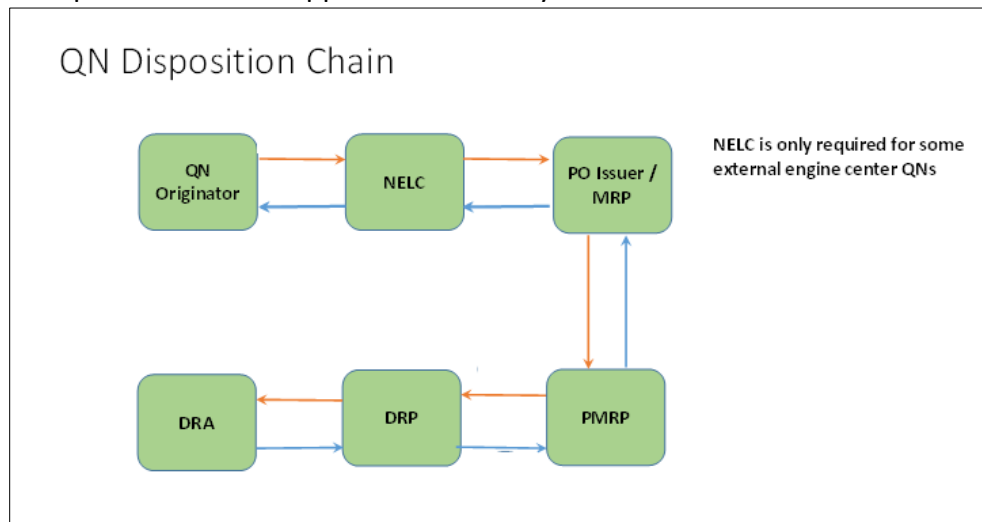 QN Disposition Chain
QN
Originator
NELC
PO Issuer /
MRP
NELC is only required for some
external engine center QNs
DRA
DRP
PMRP